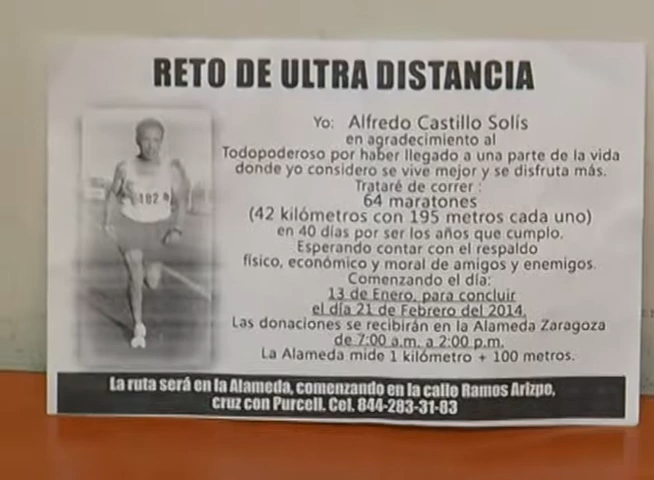 RETO DE ULTRA DISTANCIA
Yo: Alfredo Castillo Solís
en agradecimiento al
Todopoderoso por haber llegado a una parte de la vida
donde yo considero se vive mejor y se disfruta más.
Trataré de correr :
64 maratones
(42 kilómetros con 195 metros cada uno)
en 40 días por ser los años que cumplo.
Esperando contar con el respaldo
físico, económico y moral de amigos y enemigos.
Comenzando el día:
13 de Enero, para concluir
el día 21 de Febrero del 2014.
Las donaciones se recibirán en la Alameda Zaragoza
de 7:00 a.m. a 2:00 p.m.
La Alameda mide 1 kilómetro + 100 metros.
La ruta será en la Alameda, comenzando en la calle Ramos Arizpo,
cruz con Purcell. Cel. 844-283-31-83